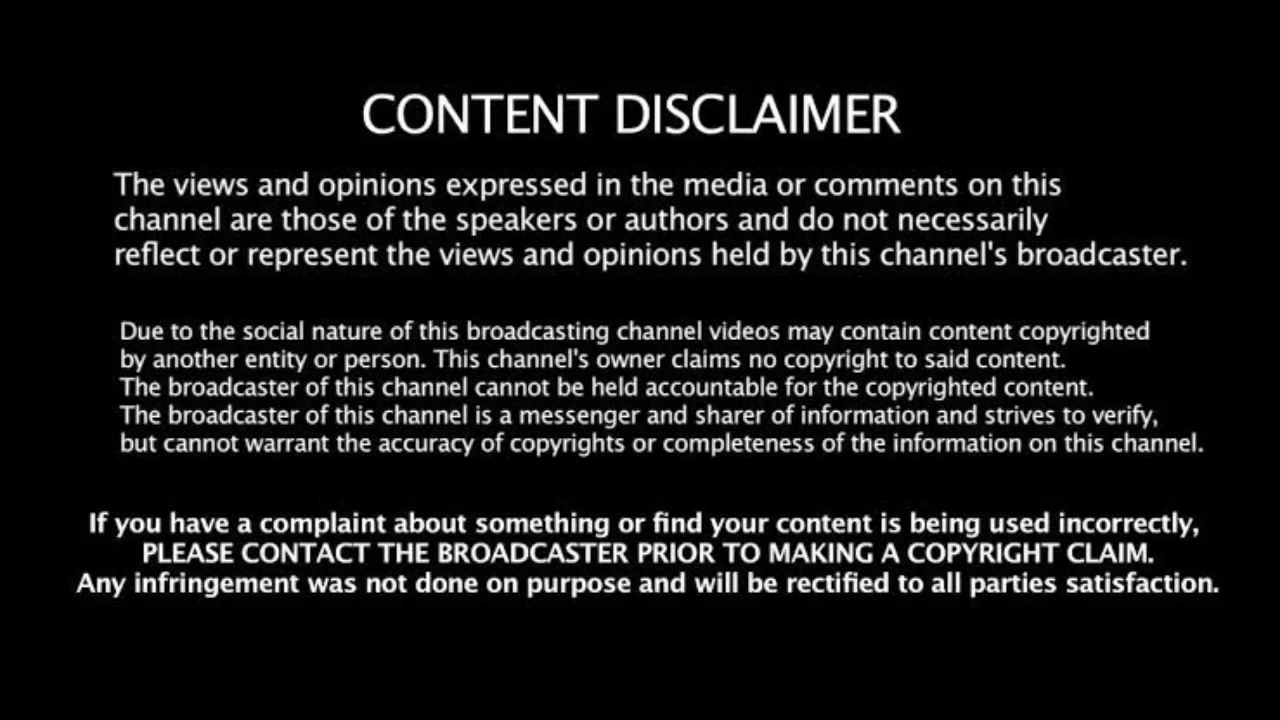 CONTENT DISCLAIMER
The views and opinions expressed in the media or comments on this
channel are those of the speakers or authors and do not necessarily
reflect or represent the views and opinions held by this channel's broadcaster.
Due to the social nature of this broadcasting channel videos may contain content copyrighted
by another entity or person. This channel's owner claims no copyright to said content.
The broadcaster of this channel cannot be held accountable for the copyrighted content.
The broadcaster of this channel is a messenger and sharer of information and strives to verify,
but cannot warrant the accuracy of copyrights or completeness of the information on this channel.
If you have a complaint about something or find your content is being used incorrectly,
PLEASE CONTACT THE BROADCASTER PRIOR TO MAKING A COPYRIGHT CLAIM.
Any infringement was not done on purpose and will be rectified to all parties satisfaction.